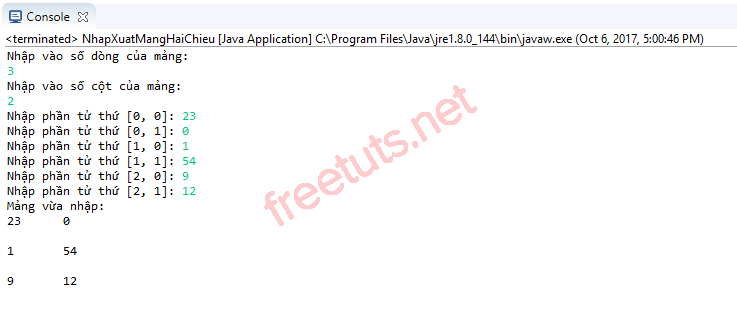 Console
<terminated> NhapXuatMangHaiChieu [Java Application] C:\Program Files\Java\jre1.8.0_144\bin\javaw.exe (Oct 6, 2017, 5:00:46 PM)
Nhập vào số dòng của mảng:
3
Nhập vào số cột của mảng:
2
Nhập phần tử thứ [0, 0]: 23
Nhập phần tử thứ [0, 1]: 0
Nhập phần tử thứ [1, 0]: 1
Nhập phần tử thứ [1, 1]: 54
Nhập phần tử thứ [2, 0]: 9
Nhập phần tử thứ [2, 1]: 12
Mảng vừa nhập:
23 0
1 54
9 12
freetuts.net